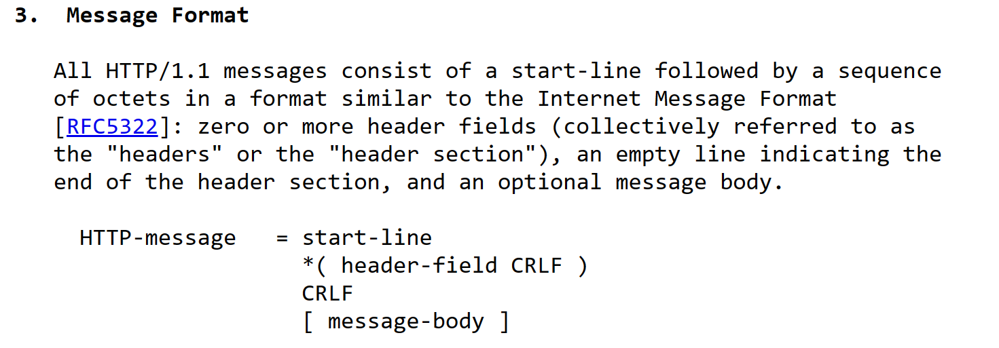 3.  Message Format
All HTTP/1.1 messages consist of a start-line followed by a sequence
of octets in a format similar to the Internet Message Format
[RFC5322]: zero or more header fields (collectively referred to as
the "headers" or the "header section"), an empty line indicating the
end of the header section, and an optional message body.
HTTP-message   = start-line
*( header-field CRLF )
CRLF
[ message-body ]